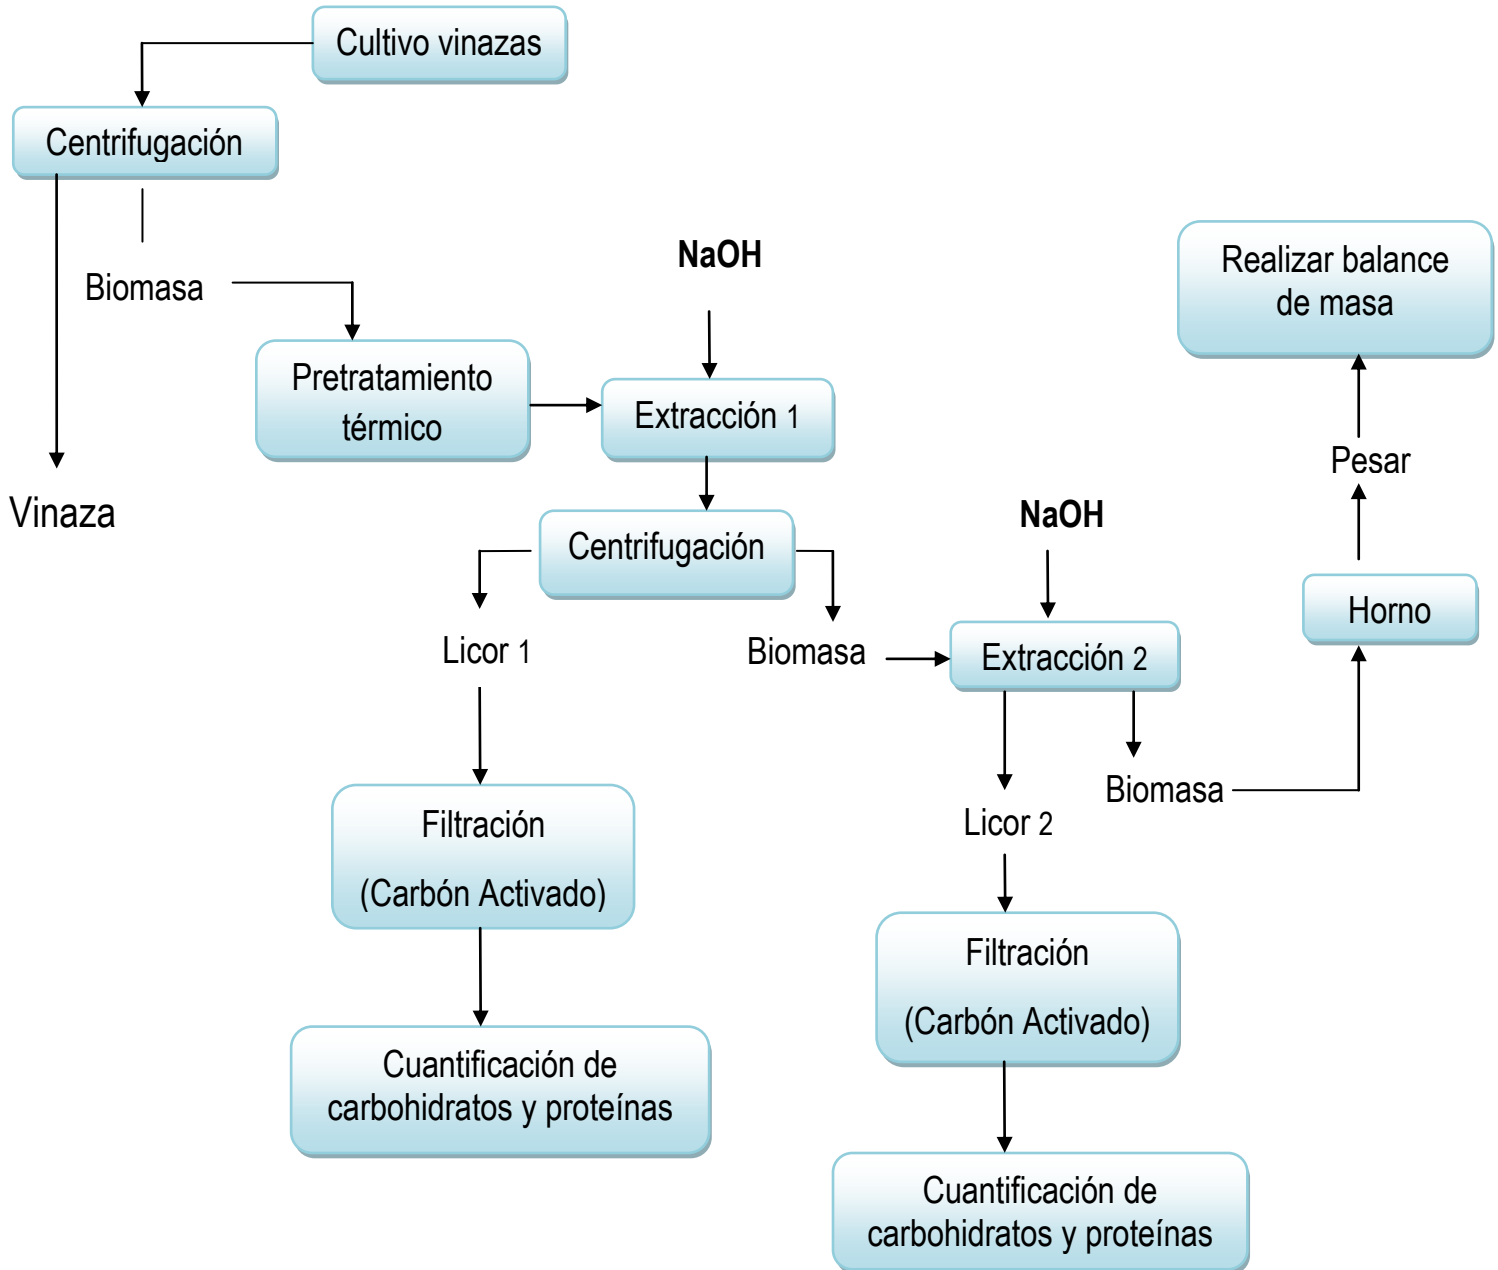 Cultivo vinazas
Centrifugación
Biomasa
Vinaza
Pretratamiento
térmico
NaOH
Extracción 1
Centrifugación
Licor 1
Biomasa
Filtración
(Carbón Activado)
Cuantificación de
carbohidratos y proteínas
NaOH
Extracción 2
Licor 2
Biomasa
Filtración
(Carbón Activado)
Cuantificación de
carbohidratos y proteínas
Horno
Pesar
Realizar balance
de masa